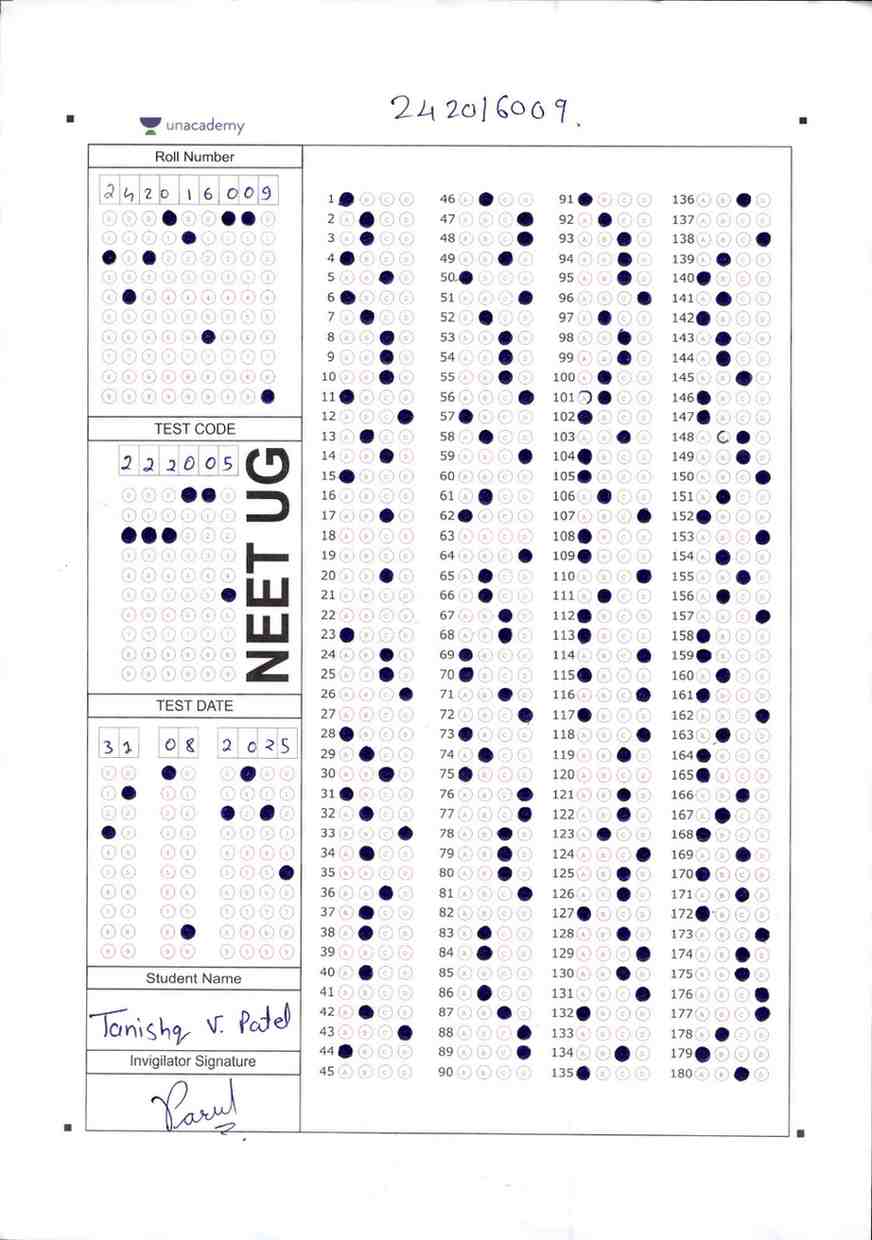 242016009.
unacademy
Roll Number
2 4 2 0 1 6 0 0 9
TEST CODE
2 2 2 0 0 5
NEET UG
TEST DATE
3 1 0 8 2 0 2 5
Student Name
Tanishq V. Patel
Invigilator Signature
Parul
1 46 91 136
2 47 92 137
3 48 93 138
4 49 94 139
5 50 95 140
6 51 96 141
7 52 97 142
8 53 98 143
9 54 99 144
10 55 100 145
11 56 101 146
12 57 102 147
13 58 103 148
14 59 104 149
15 60 105 150
16 61 106 151
17 62 107 152
18 63 108 153
19 64 109 154
20 65 110 155
21 66 111 156
22 67 112 157
23 68 113 158
24 69 114 159
25 70 115 160
26 71 116 161
27 72 117 162
28 73 118 163
29 74 119 164
30 75 120 165
31 76 121 166
32 77 122 167
33 78 123 168
34 79 124 169
35 80 125 170
36 81 126 171
37 82 127 172
38 83 128 173
39 84 129 174
40 85 130 175
41 86 131 176
42 87 132 177
43 88 133 178
44 89 134 179
45 90 135 180